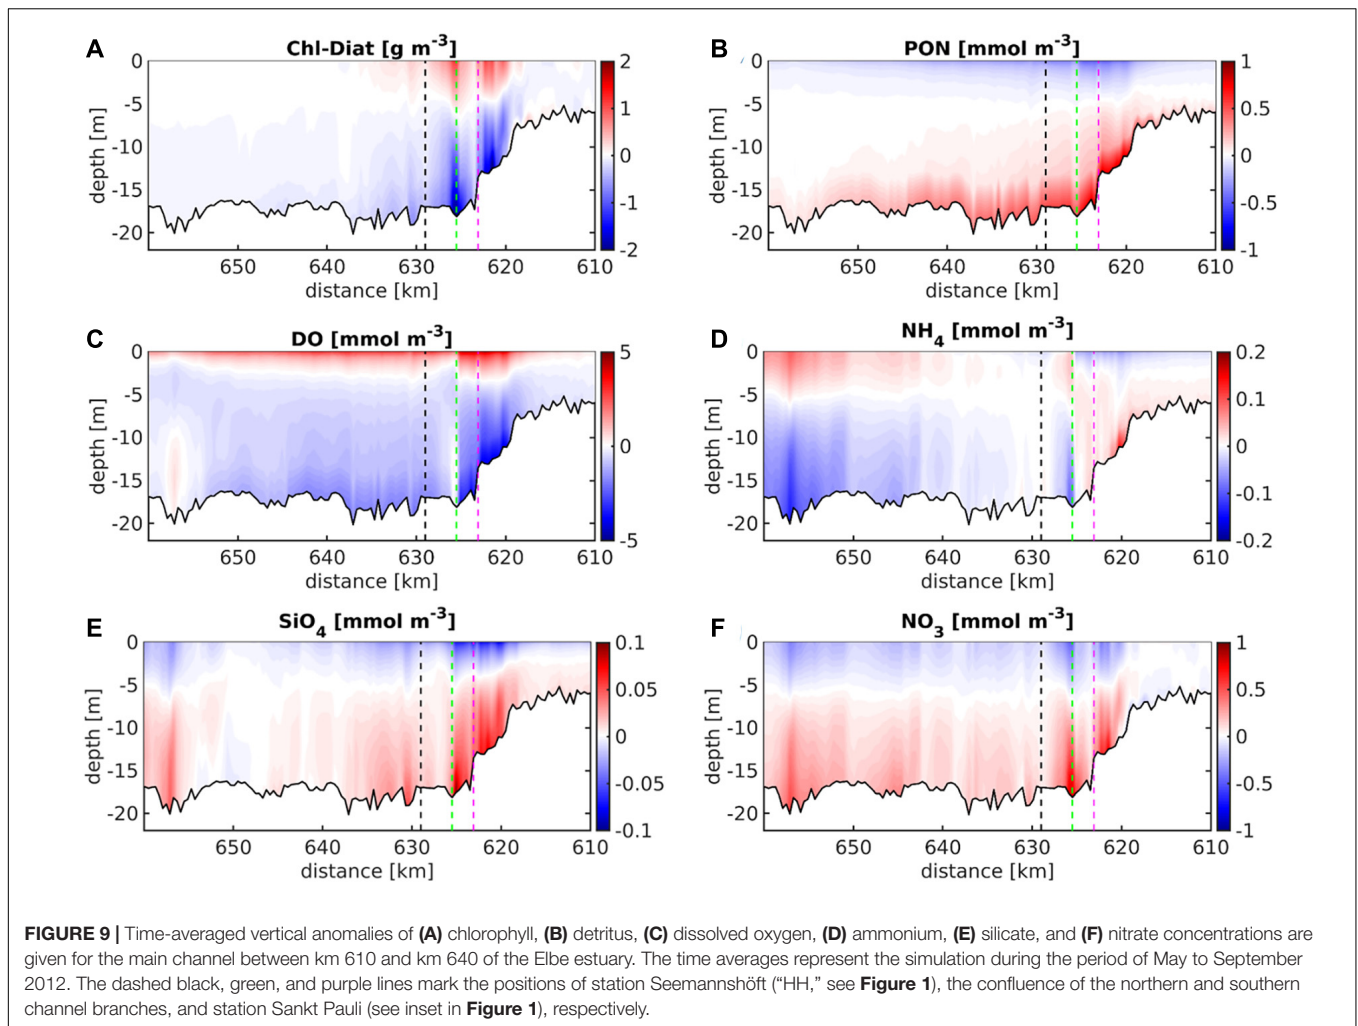 A
Chl-Diat [g m-3]
0
-5
-10
-15
-20
depth [m]
650 640 630 620 610
distance [km]
2
1
0
-1
-2
B
PON [mmol m-3]
0
-5
-10
-15
-20
depth [m]
650 640 630 620 610
distance [km]
1
0.5
0
-0.5
-1
C
DO [mmol m-3]
0
-5
-10
-15
-20
depth [m]
650 640 630 620 610
distance [km]
5
0
-5
D
NH4 [mmol m-3]
0
-5
-10
-15
-20
depth [m]
650 640 630 620 610
distance [km]
0.2
0.1
0
-0.1
-0.2
E
SiO4 [mmol m-3]
0
-5
-10
-15
-20
depth [m]
650 640 630 620 610
distance [km]
0.1
0.05
0
-0.05
-0.1
F
NO3 [mmol m-3]
0
-5
-10
-15
-20
depth [m]
650 640 630 620 610
distance [km]
1
0.5
0
-0.5
-1
FIGURE 9 | Time-averaged vertical anomalies of (A) chlorophyll, (B) detritus, (C) dissolved oxygen, (D) ammonium, (E) silicate, and (F) nitrate concentrations are
given for the main channel between km 610 and km 640 of the Elbe estuary. The time averages represent the simulation during the period of May to September
2012. The dashed black, green, and purple lines mark the positions of station Seemannshöft (“HH,” see Figure 1), the confluence of the northern and southern
channel branches, and station Sankt Pauli (see inset in Figure 1), respectively.